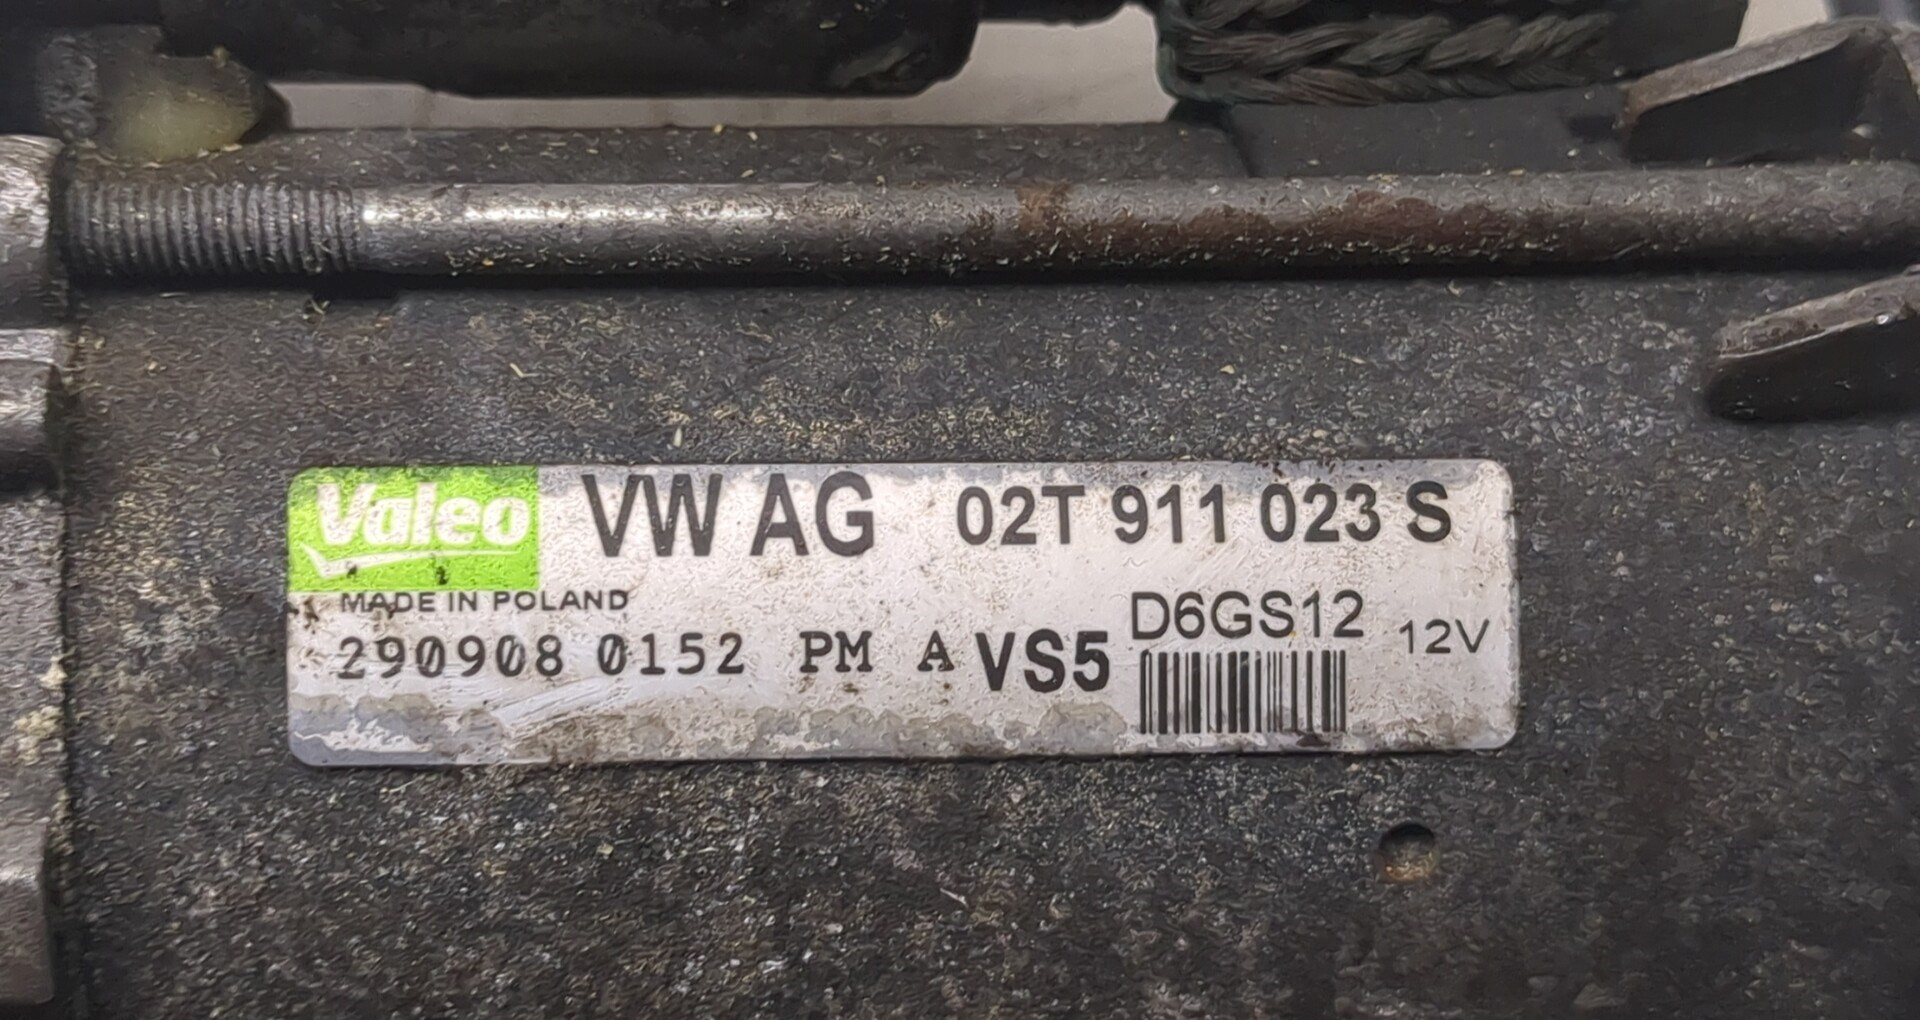 Valeo VW AG 02T 911 023 S
MADE IN POLAND
290908 0152 PM A VS5 D6GS12 12V